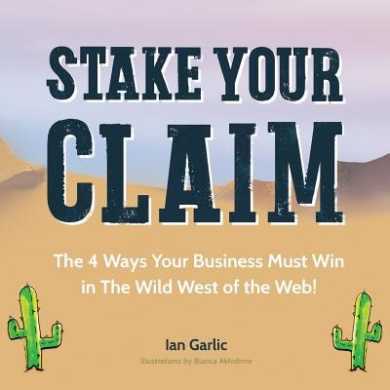 STAKE YOUR
CLAIM
The 4 Ways Your Business Must Win
in The Wild West of the Web!
Ian Garlic
Illustrations by Bianca Akhidime